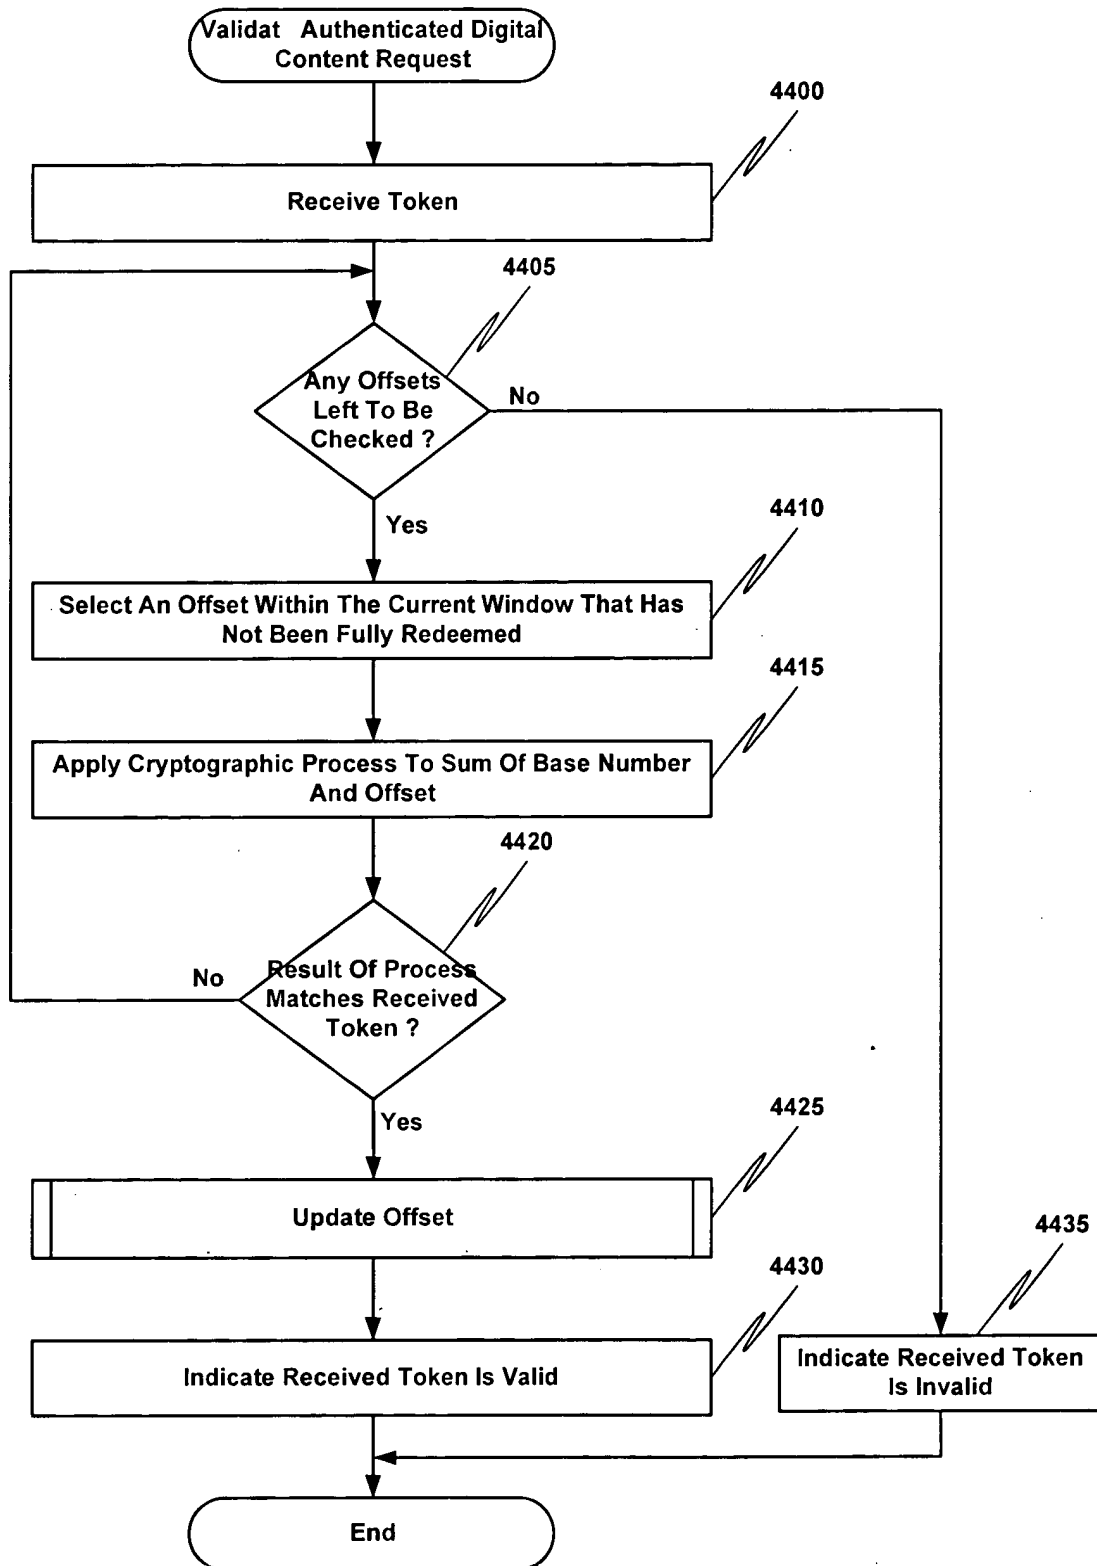 Validat Authenticated Digital
Content Request
4400
Receive Token
4405
Any Offsets
Left To Be
Checked ?
No
Yes
4410
Select An Offset Within The Current Window That Has
Not Been Fully Redeemed
4415
Apply Cryptographic Process To Sum Of Base Number
And Offset
4420
Result Of Process
Matches Received
Token ?
No
Yes
4425
Update Offset
4435
4430
Indicate Received Token Is Valid
Indicate Received Token
Is Invalid
End